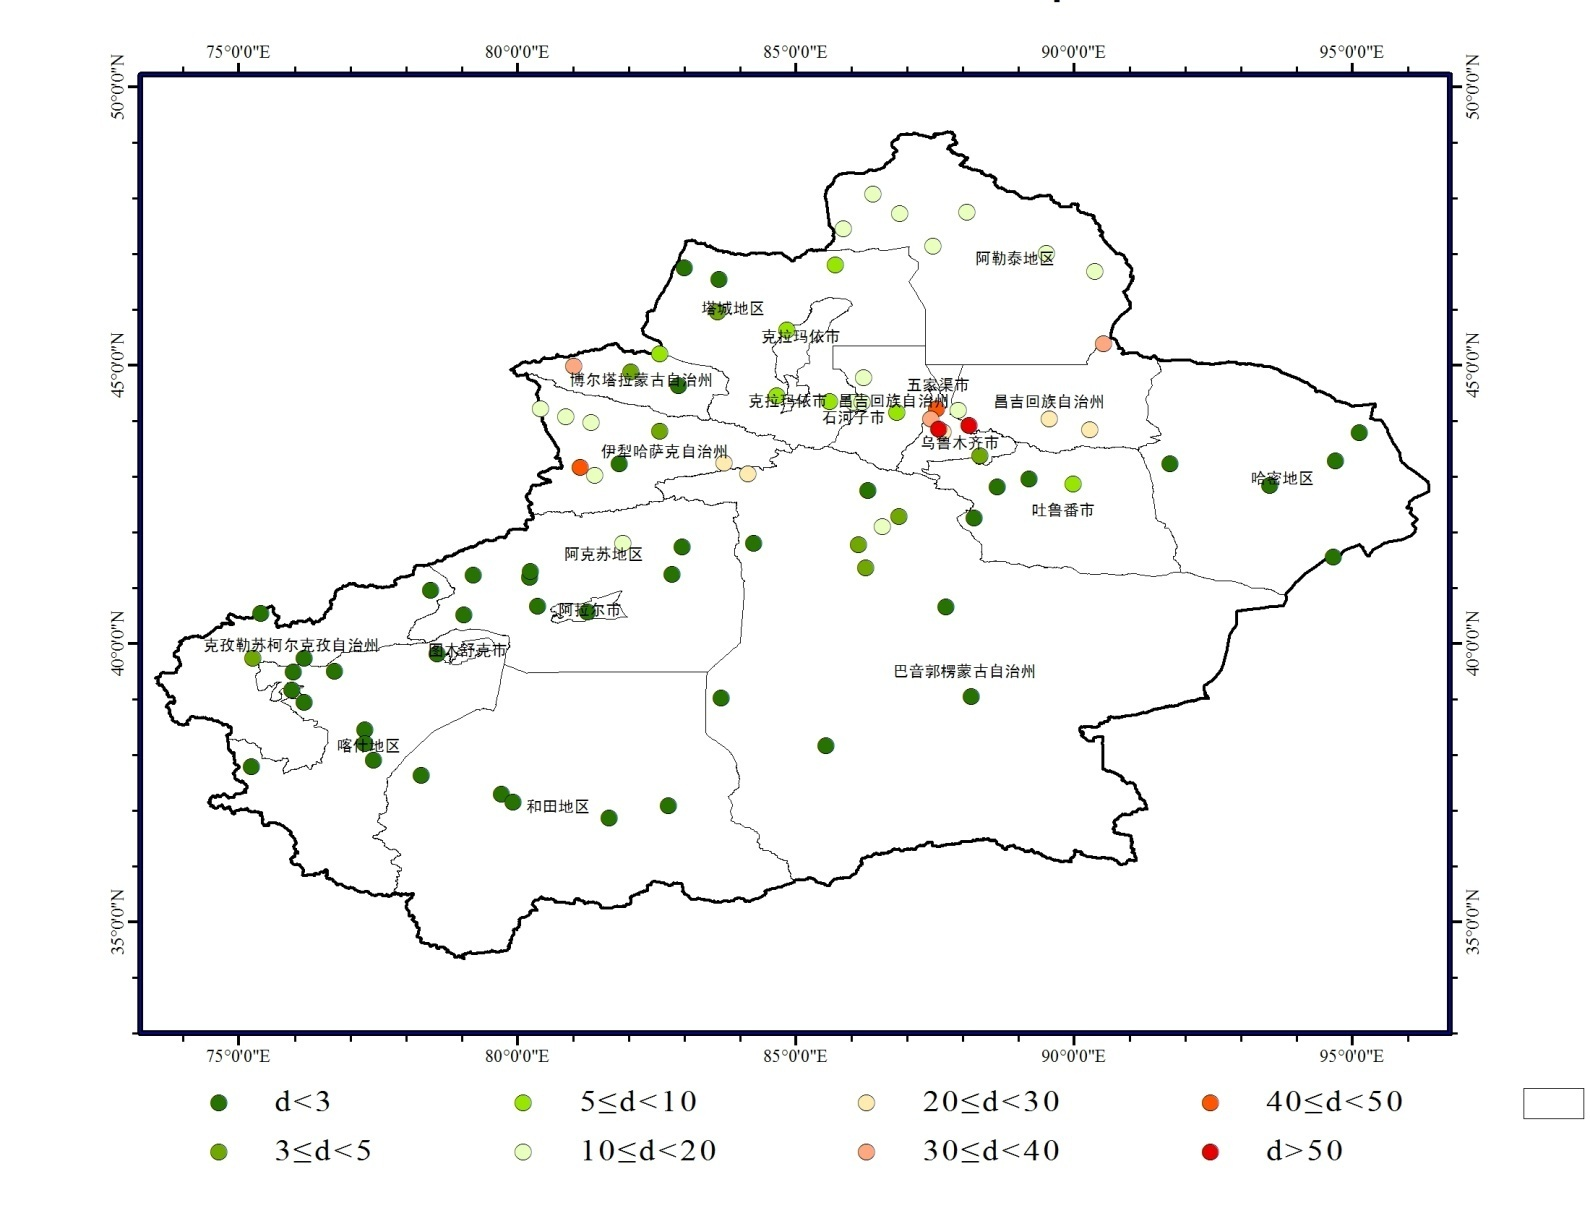 75°0'0"E 80°0'0"E 85°0'0"E 90°0'0"E 95°0'0"E
50°0'0"N 50°0'0"N
阿勒泰地区
塔城地区
克拉玛依市
45°0'0"N 45°0'0"N
博尔塔拉蒙古自治州
五家渠市
克拉玛依市 昌吉回族自治州 昌吉回族自治州
石河子市
乌鲁木齐市
伊犁哈萨克自治州
哈密地区
吐鲁番市
阿克苏地区
阿拉尔市
40°0'0"N 40°0'0"N
克孜勒苏柯尔克孜自治州 图木舒克市
巴音郭楞蒙古自治州
喀什地区
和田地区
35°0'0"N 35°0'0"N
75°0'0"E 80°0'0"E 85°0'0"E 90°0'0"E 95°0'0"E
d<3 5≤d<10 20≤d<30 40≤d<50
3≤d<5 10≤d<20 30≤d<40 d>50